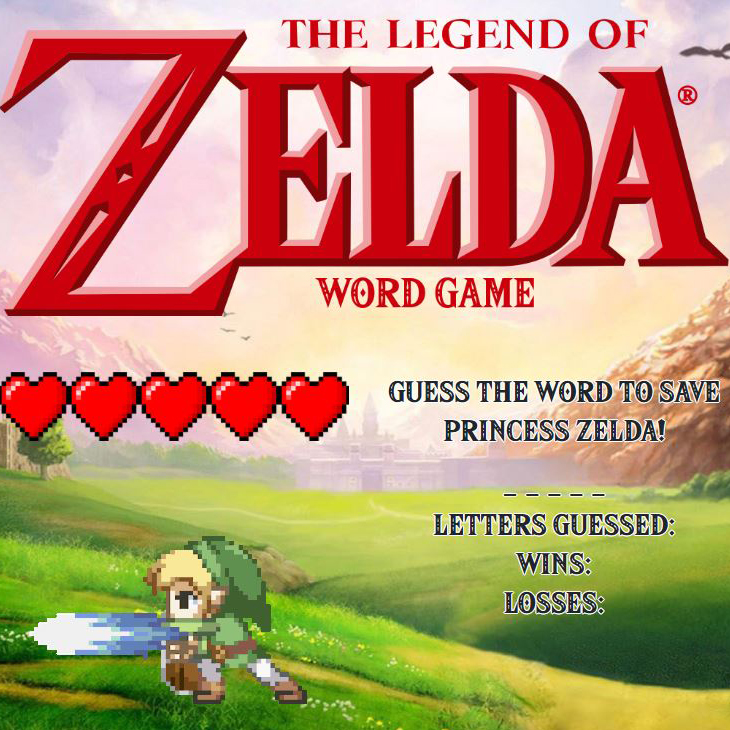 THE LEGEND OF
ZELDA®
WORD GAME
GUESS THE WORD TO SAVE
PRINCESS ZELDA!
_ _ _ _ _
LETTERS GUESSED:
WINS:
LOSSES: